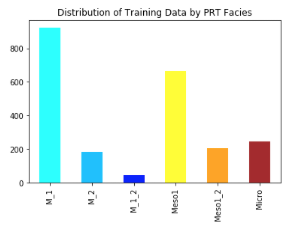 Distribution of Training Data by PRT Facies
800
600
400
200
0
M_1
M_2
M_1_2
Meso1
Meso1_2
Micro